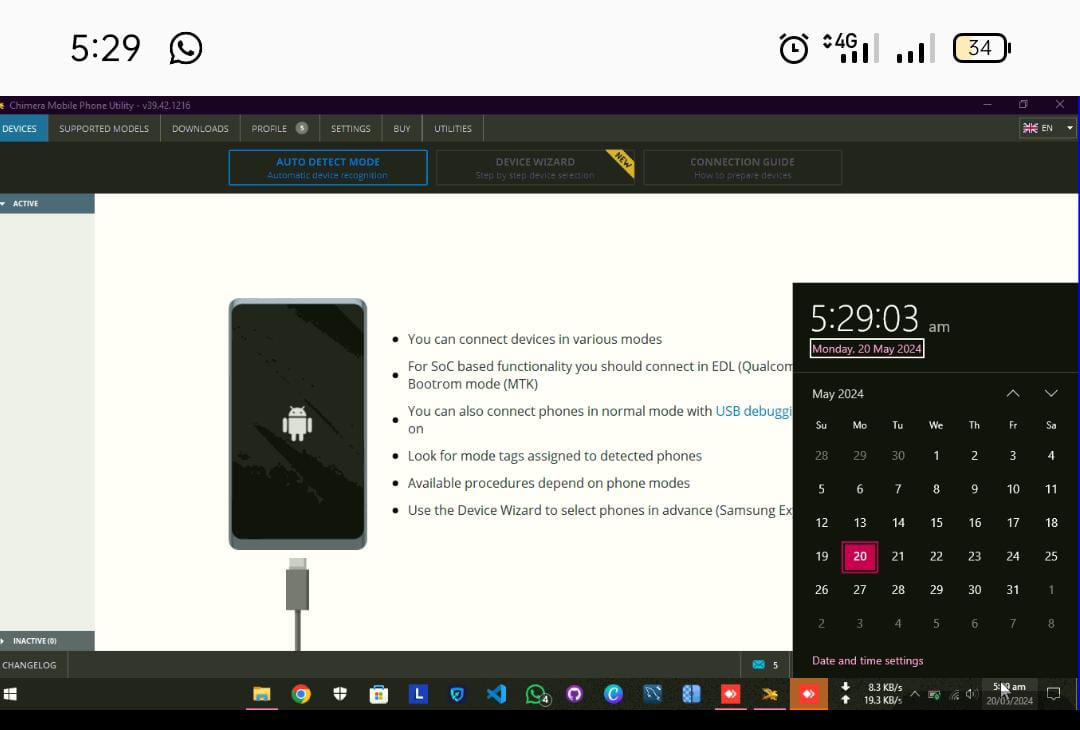 5:29
4G
34
Chimera Mobile Phone Utility - v39.42.1216
DEVICES SUPPORTED MODELS DOWNLOADS PROFILE 5 SETTINGS BUY UTILITIES EN
AUTO DETECT MODE
Automatic device recognition
DEVICE WIZARD
Step by step device selection
NEW
CONNECTION GUIDE
How to prepare devices
ACTIVE
You can connect devices in various modes
For SoC based functionality you should connect in EDL (Qualcom
Bootrom mode (MTK)
You can also connect phones in normal mode with USB debuggi
on
Look for mode tags assigned to detected phones
Available procedures depend on phone modes
Use the Device Wizard to select phones in advance (Samsung Ex
5:29:03 am
Monday, 20 May 2024
May 2024
Su Mo Tu We Th Fr Sa
28 29 30 1 2 3 4
5 6 7 8 9 10 11
12 13 14 15 16 17 18
19 20 21 22 23 24 25
26 27 28 29 30 31 1
2 3 4 5 6 7 8
Date and time settings
INACTIVE (0)
CHANGELOG
5
L
4
8.3 KB/s
19.3 KB/s
am
20/05/2024